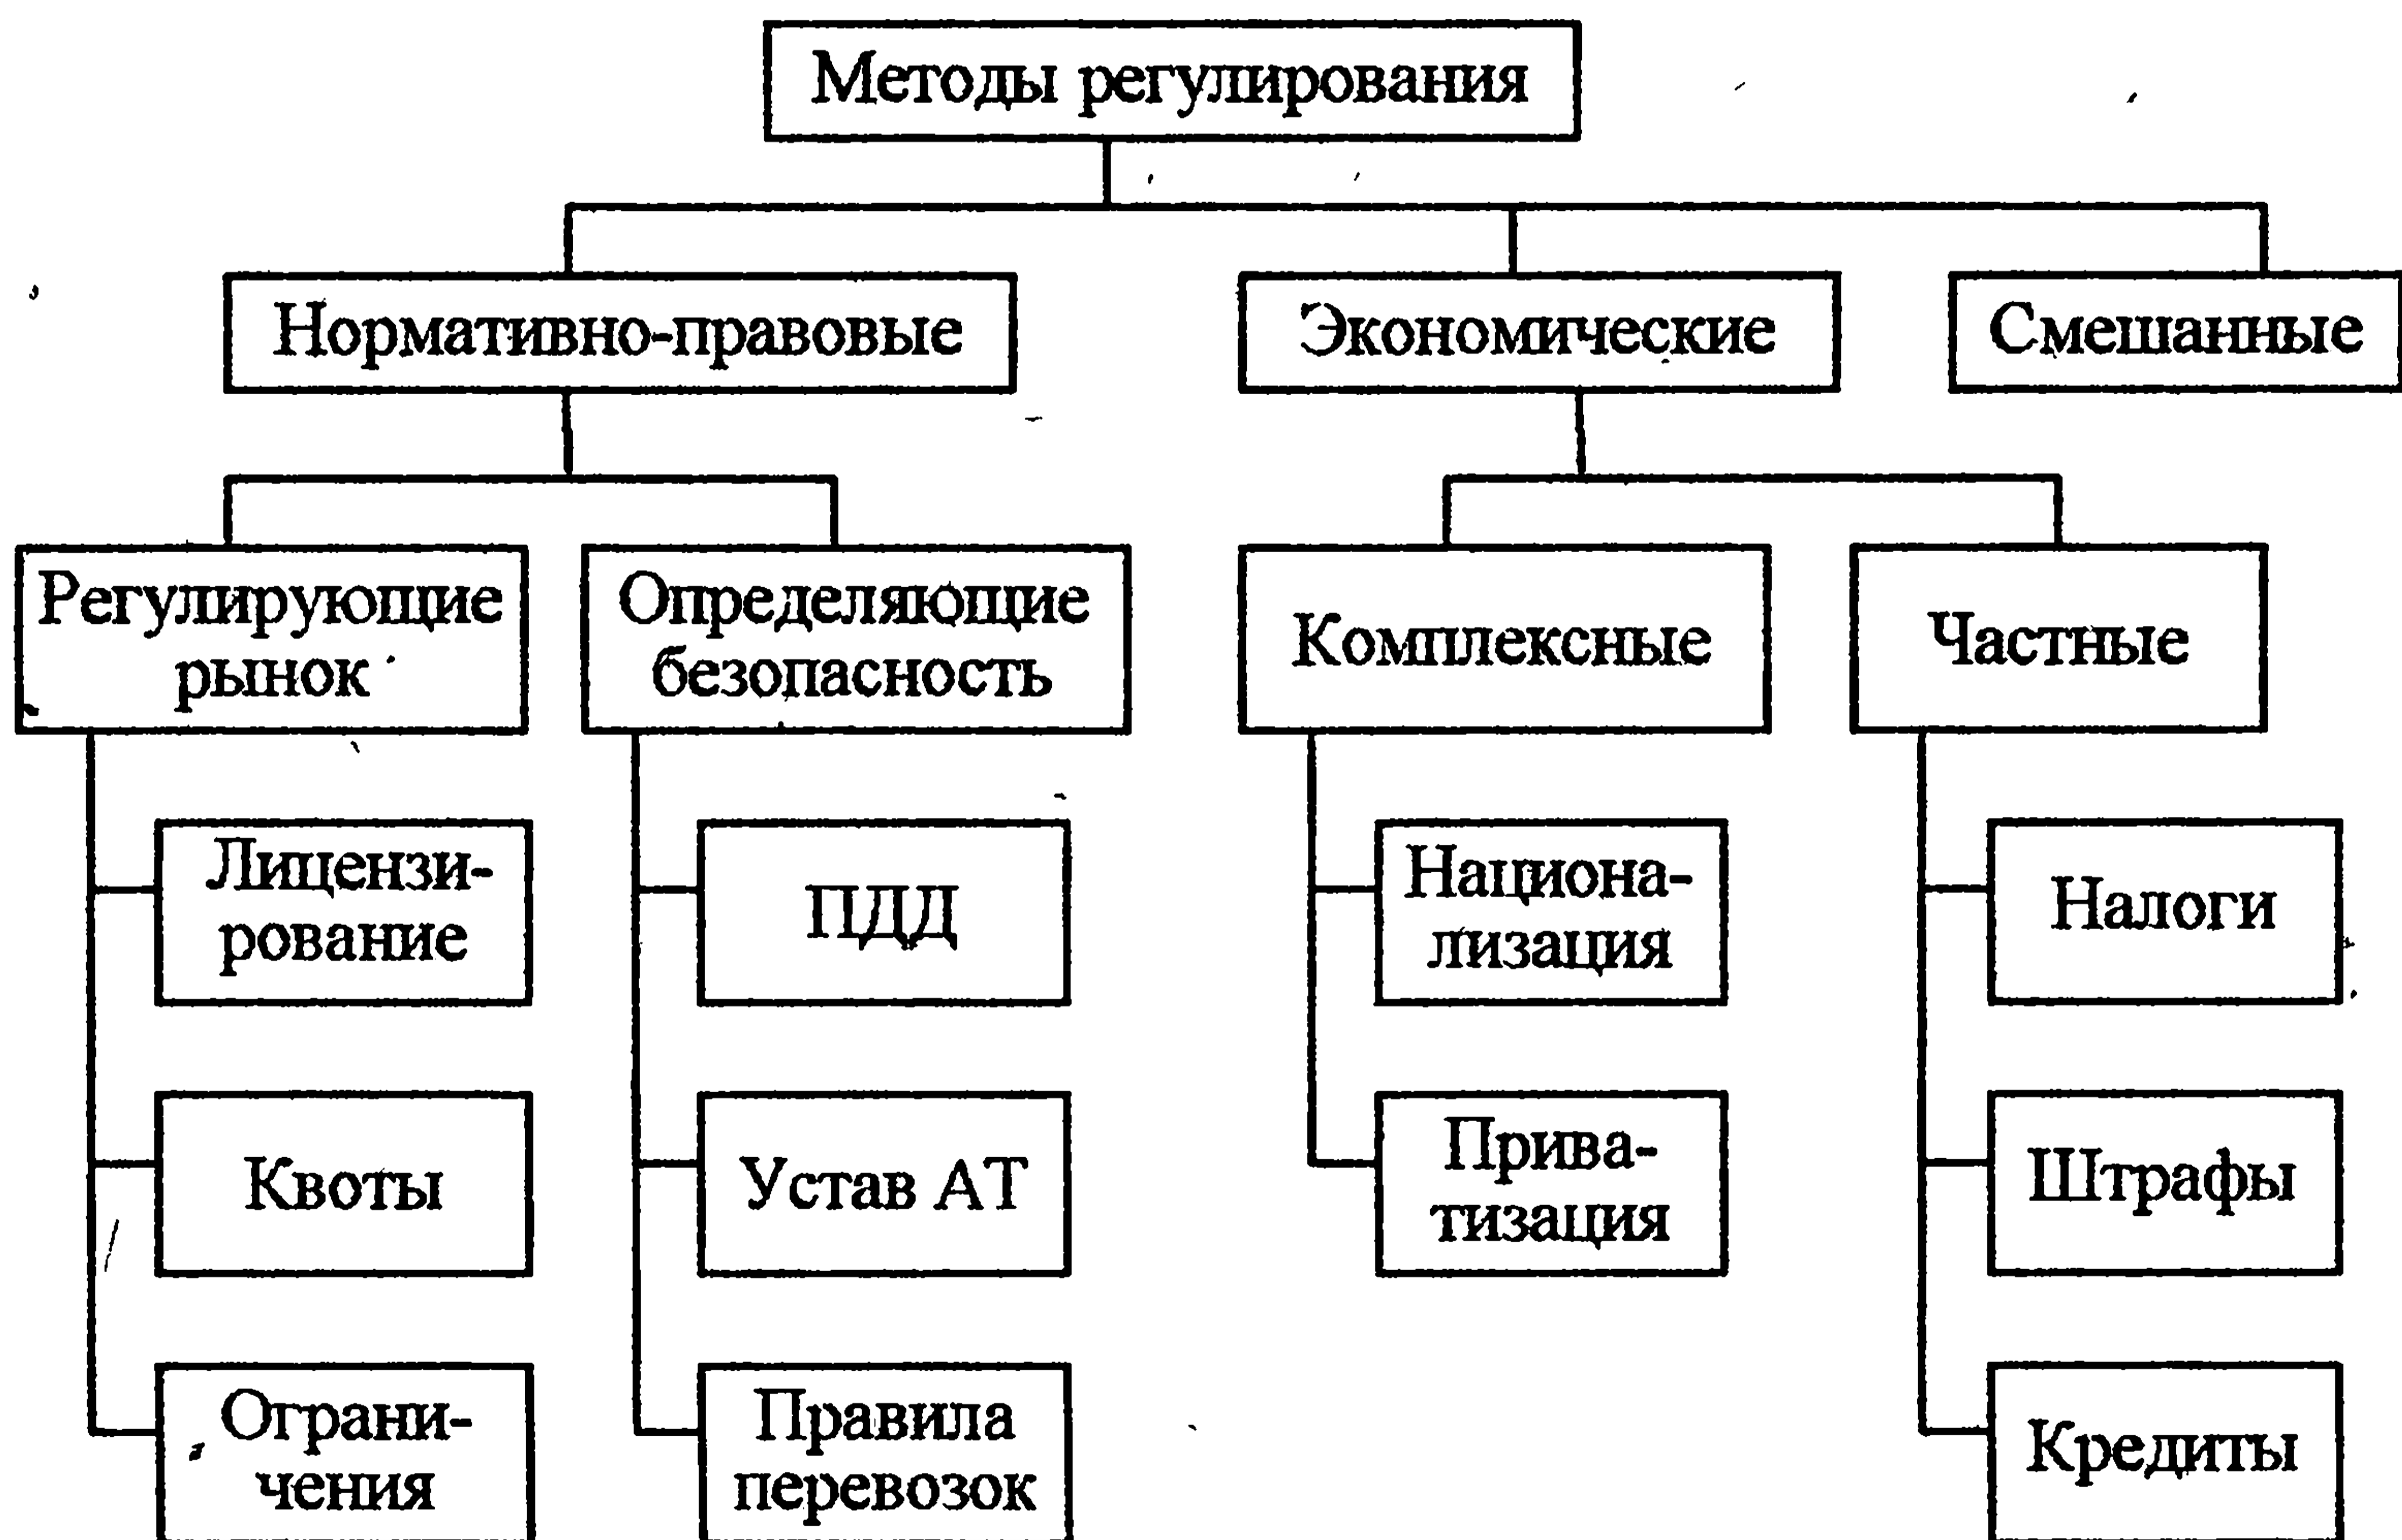 Методы регулирования
Нормативно-правовые
Экономические
Смешанные
Регулирующие
рынок
Определяющие
безопасность
Комплексные
Частные
Лицензи-
рование
ПДД
Национа-
лизация
Налоги
Квоты
Устав АТ
Прива-
тизация
Штрафы
Ограни-
чения
Правила
перевозок
Кредиты